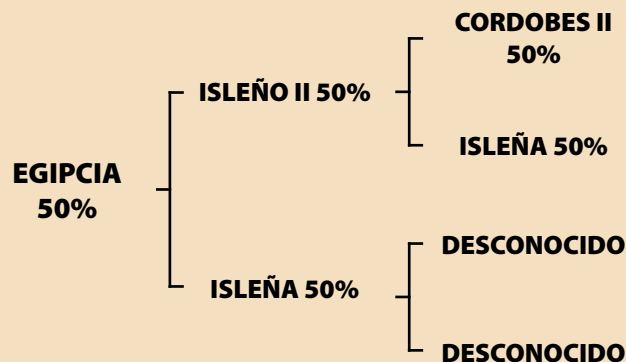 CORDOBES II
50%
ISLEÑO II 50%
ISLEÑA 50%
EGIPCIA
50%
DESCONOCIDO
ISLEÑA 50%
DESCONOCIDO